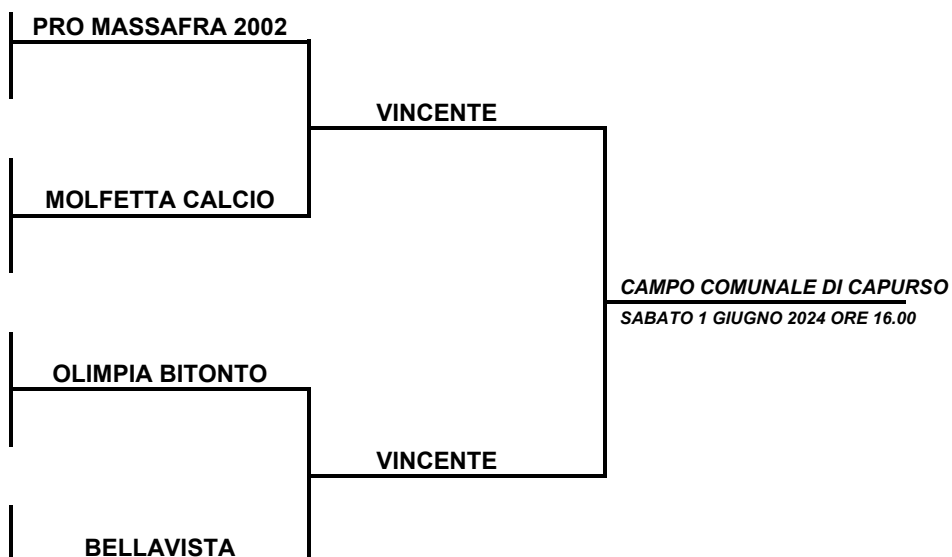 PRO MASSAFRA 2002
VINCENTE
MOLFETTA CALCIO
CAMPO COMUNALE DI CAPURSO
SABATO 1 GIUGNO 2024 ORE 16.00
OLIMPIA BITONTO
VINCENTE
BELLAVISTA